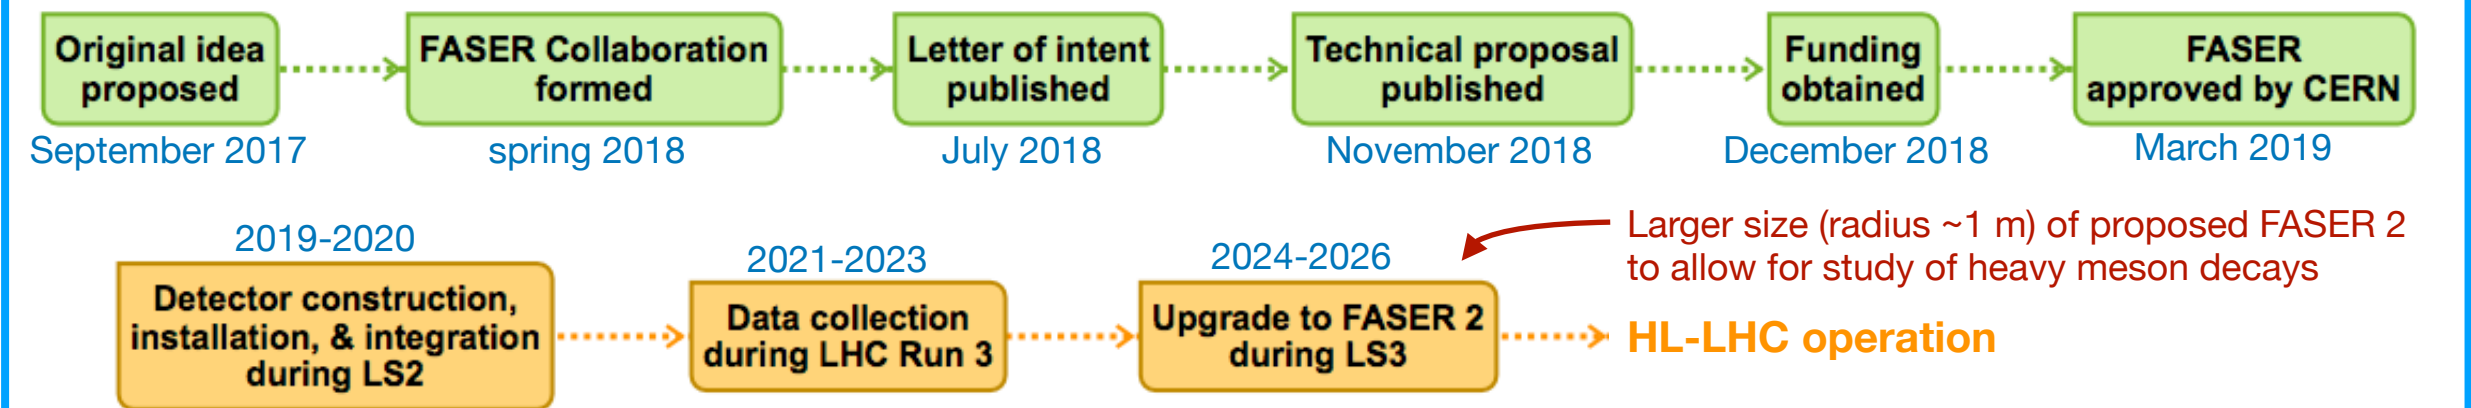 Original idea
proposed
September 2017
FASER Collaboration
formed
spring 2018
Letter of intent
published
July 2018
Technical proposal
published
November 2018
Funding
obtained
December 2018
FASER
approved by CERN
March 2019
2019-2020
Detector construction,
installation, & integration
during LS2
2021-2023
Data collection
during LHC Run 3
2024-2026
Upgrade to FASER 2
during LS3
Larger size (radius ~1 m) of proposed FASER 2
to allow for study of heavy meson decays
HL-LHC operation